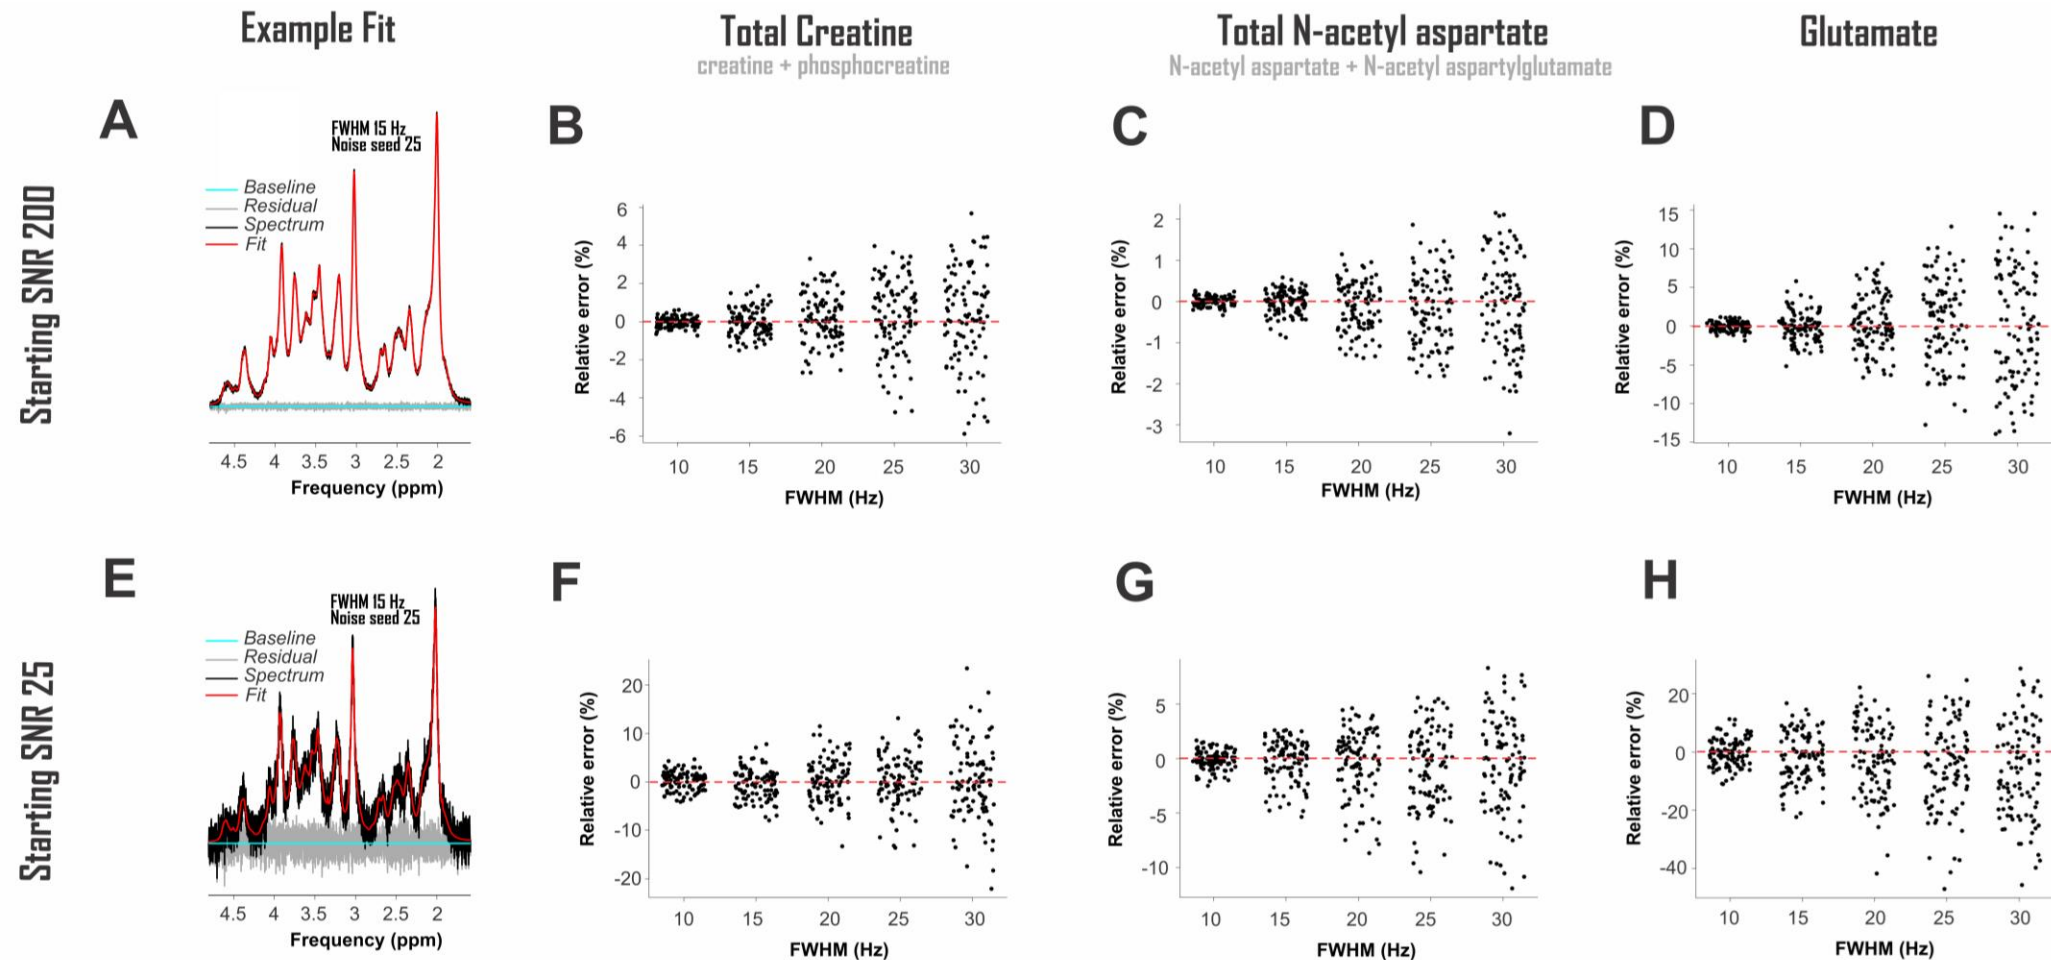 Example Fit
Total Creatine
creatine + phosphocreatine
Total N-acetyl aspartate
N-acetyl aspartate + N-acetyl aspartylglutamate
Glutamate
Starting SNR 200
A
FWHM 15 Hz
Noise seed 25
Baseline
Residual
Spectrum
Fit
4.5 4 3.5 3 2.5 2
Frequency (ppm)
B
Relative error (%)
6
4
2
0
-2
-4
-6
10 15 20 25 30
FWHM (Hz)
C
Relative error (%)
2
1
0
-1
-2
-3
10 15 20 25 30
FWHM (Hz)
D
Relative error (%)
15
10
5
0
-5
-10
-15
10 15 20 25 30
FWHM (Hz)
Starting SNR 25
E
FWHM 15 Hz
Noise seed 25
Baseline
Residual
Spectrum
Fit
4.5 4 3.5 3 2.5 2
Frequency (ppm)
F
Relative error (%)
20
10
0
-10
-20
10 15 20 25 30
FWHM (Hz)
G
Relative error (%)
5
0
-5
-10
10 15 20 25 30
FWHM (Hz)
H
Relative error (%)
20
0
-20
-40
10 15 20 25 30
FWHM (Hz)